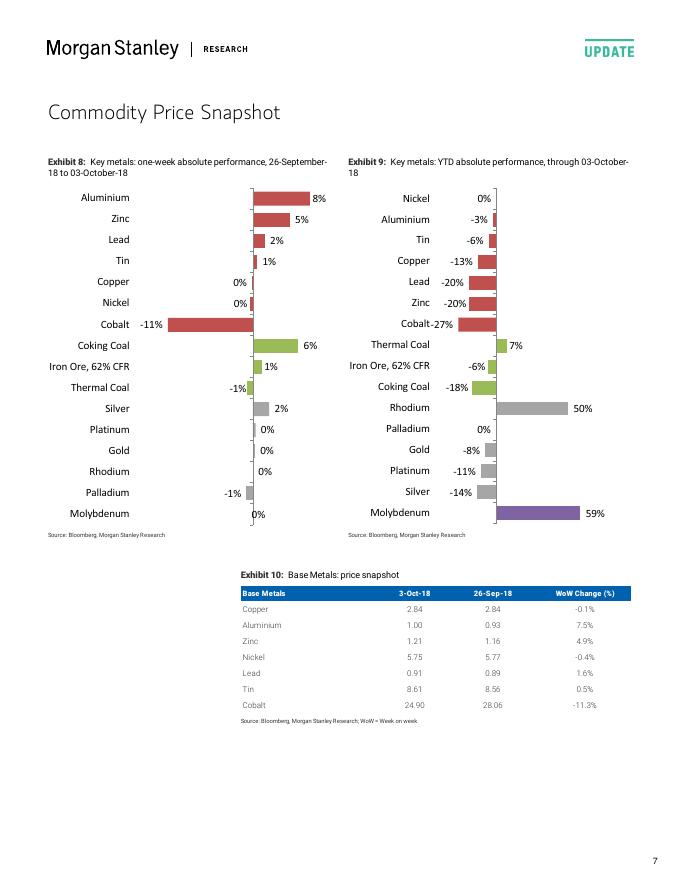 Morgan Stanley | RESEARCH
UPDATE
Commodity Price Snapshot
Exhibit 8: Key metals: one-week absolute performance, 26-September-
18 to 03-October-18
Aluminium 8%
Zinc 5%
Lead 2%
Tin 1%
Copper 0%
Nickel 0%
Cobalt -11%
Coking Coal 6%
Iron Ore, 62% CFR 1%
Thermal Coal -1%
Silver 2%
Platinum 0%
Gold 0%
Rhodium 0%
Palladium -1%
Molybdenum 0%
Source: Bloomberg, Morgan Stanley Research
Exhibit 9: Key metals: YTD absolute performance, through 03-October-
18
Nickel 0%
Aluminium -3%
Tin -6%
Copper -13%
Lead -20%
Zinc -20%
Cobalt -27%
Thermal Coal 7%
Iron Ore, 62% CFR -6%
Coking Coal -18%
Rhodium 50%
Palladium 0%
Gold -8%
Platinum -11%
Silver -14%
Molybdenum 59%
Source: Bloomberg, Morgan Stanley Research
Exhibit 10: Base Metals: price snapshot
Base Metals 3-Oct-18 26-Sep-18 WoW Change (%)
Copper 2.84 2.84 -0.1%
Aluminium 1.00 0.93 7.5%
Zinc 1.21 1.16 4.9%
Nickel 5.75 5.77 -0.4%
Lead 0.91 0.89 1.6%
Tin 8.61 8.56 0.5%
Cobalt 24.90 28.06 -11.3%
Source: Bloomberg, Morgan Stanley Research; WoW = Week on week
7